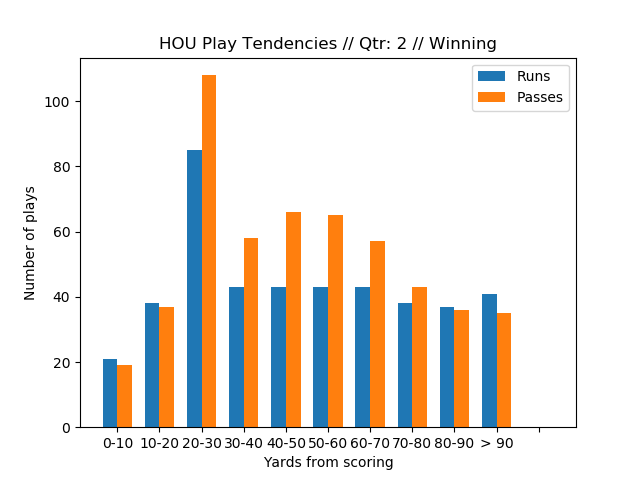 HOU Play Tendencies // Qtr: 2 // Winning
Runs
Passes
Number of plays
100
80
60
40
20
0
0-10 10-20 20-30 30-40 40-50 50-60 60-70 70-80 80-90 > 90
Yards from scoring